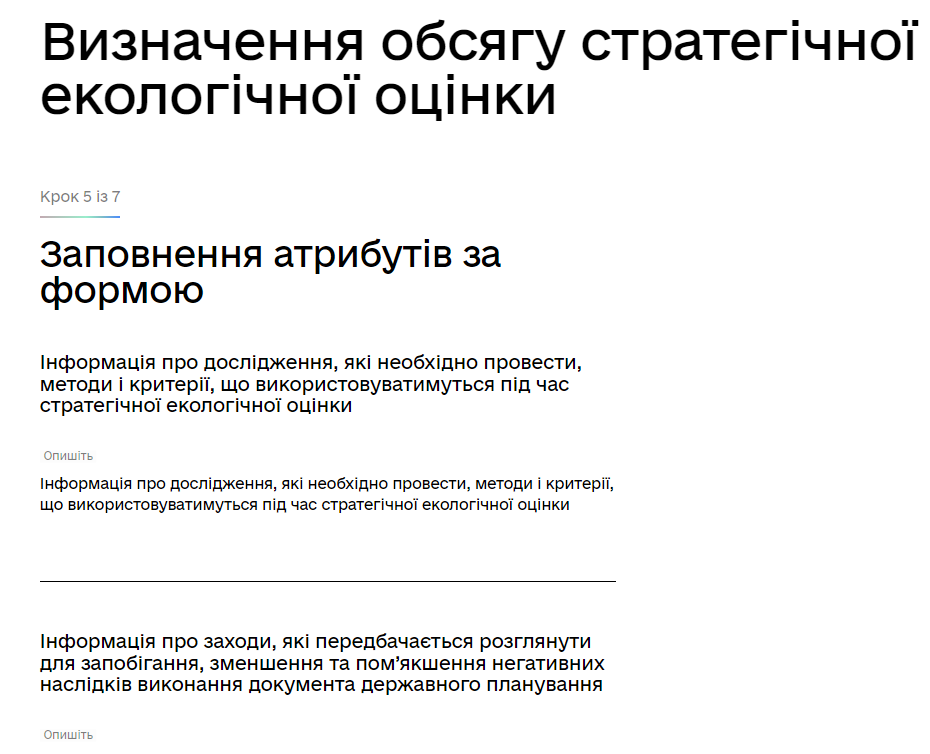 Визначення обсягу стратегічної
екологічної оцінки
Крок 5 із 7
Заповнення атрибутів за
формою
Інформація про дослідження, які необхідно провести,
методи і критерії, що використовуватимуться під час
стратегічної екологічної оцінки
Опишіть
Інформація про дослідження, які необхідно провести, методи і критерії,
що використовуватимуться під час стратегічної екологічної оцінки
Інформація про заходи, які передбачається розглянути
для запобігання, зменшення та пом’якшення негативних
наслідків виконання документа державного планування
Опишіть